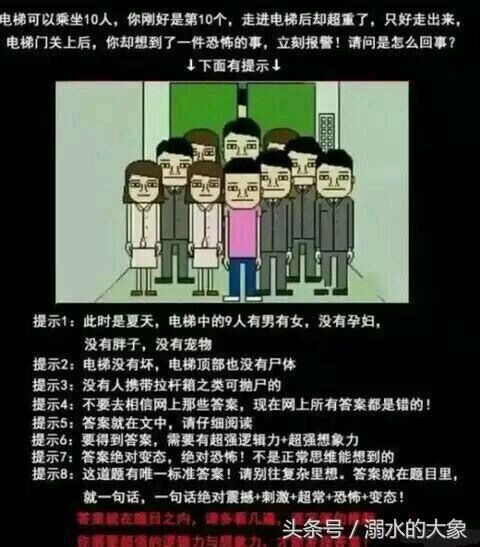 电梯可以乘坐10人，你刚好是第10个，走进电梯后却超重了，只好走出来，
电梯门关上后，你却想到了一件恐怖的事，立刻报警！请问是怎么回事？
↓下面有提示↓
提示1：此时是夏天，电梯中的9人有男有女，没有孕妇，
没有胖子，没有宠物
提示2：电梯没有坏，电梯顶部也没有尸体
提示3：没有人携带拉杆箱之类可抛尸的
提示4：不要去相信网上那些答案，现在网上所有答案都是错的！
提示5：答案就在文中，请仔细阅读
提示6：要得到答案，需要有超强逻辑力+超强想象力
提示7：答案绝对变态，绝对恐怖！不是正常思维能想到的
提示8：这道题有唯一标准答案！请别往复杂里想。答案就在题目里，
就一句话，一句话绝对震撼+刺激+超常+恐怖+变态！
答案就在题目之内，请多看几遍，
你需要超强的逻辑力与想象力，
头条号／溺水的大象